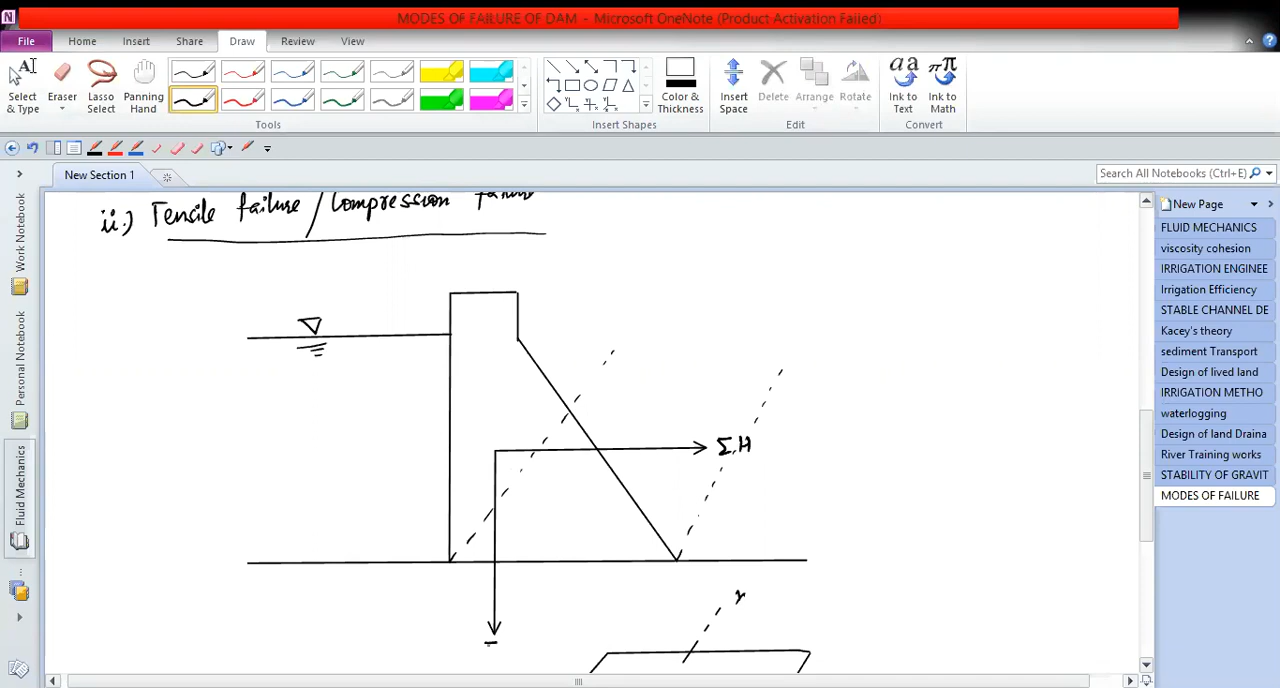 MODES OF FAILURE OF DAM - Microsoft OneNote (Product Activation Failed)
File Home Insert Share Draw Review View
Select & Type
Eraser
Lasso Select
Panning Hand
Color & Thickness
Insert Space
Delete
Arrange
Rotate
Ink to Text
Ink to Math
Tools
Insert Shapes
Edit
Convert
New Section 1
Search All Notebooks (Ctrl+E)
Work Notebook
Personal Notebook
Fluid Mechanics
New Page
FLUID MECHANICS
viscosity cohesion
IRRIGATION ENGINEE
Irrigation Efficiency
STABLE CHANNEL DE
Kacey's theory
sediment Transport
Design of lived land
IRRIGATION METHO
waterlogging
Design of land Draina
River Training works
STABILITY OF GRAVIT
MODES OF FAILURE
ii.) Tensile failure / Compression failure
ΣH